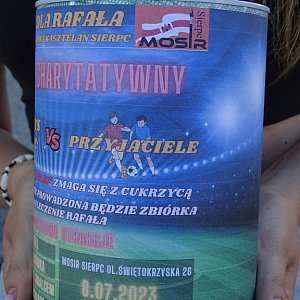 DLA RAFAŁA
KASZTELAN SIERPC
MOSiR
Sierpc
CHARYTATYWNY
VS
PRZYJACIELE
ZMAGA SIĘ Z CUKRZYCĄ
PROWADZONA BĘDZIE ZBIÓRKA
LECZENIE RAFAŁA
ATRAKCJE
MOSIR SIERPC UL.ŚWIĘTOKRZYSKA 26
8.07.2023